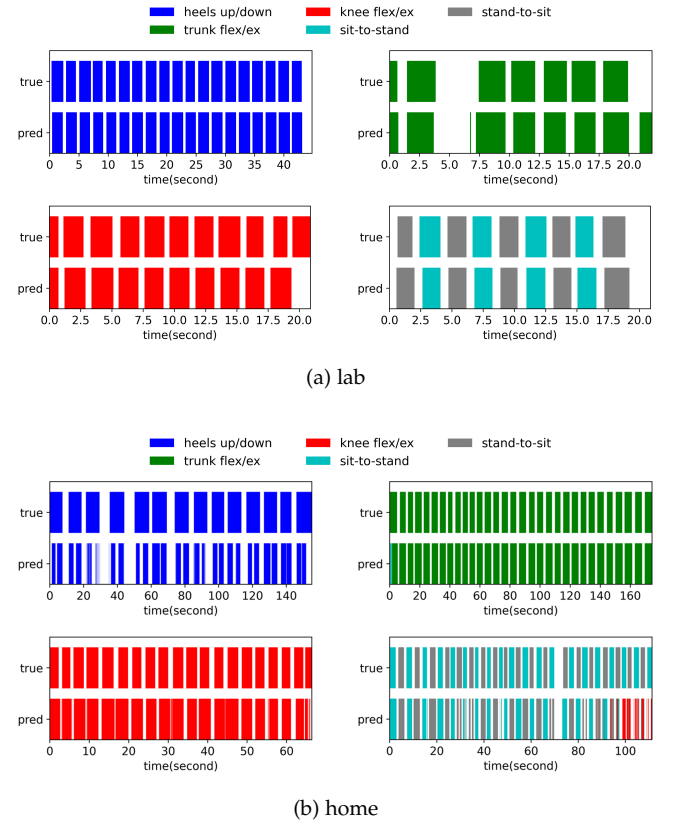 heels up/down knee flex/ex stand-to-sit
trunk flex/ex sit-to-stand
true true
pred pred
0 5 10 15 20 25 30 35 40 0.0 2.5 5.0 7.5 10.0 12.5 15.0 17.5 20.0
time(second) time(second)
true true
pred pred
0.0 2.5 5.0 7.5 10.0 12.5 15.0 17.5 20.0 0.0 2.5 5.0 7.5 10.0 12.5 15.0 17.5 20.0
time(second) time(second)
(a) lab
heels up/down knee flex/ex stand-to-sit
trunk flex/ex sit-to-stand
true true
pred pred
0 20 40 60 80 100 120 140 0 20 40 60 80 100 120 140 160
time(second) time(second)
true true
pred pred
0 10 20 30 40 50 60 0 20 40 60 80 100
time(second) time(second)
(b) home